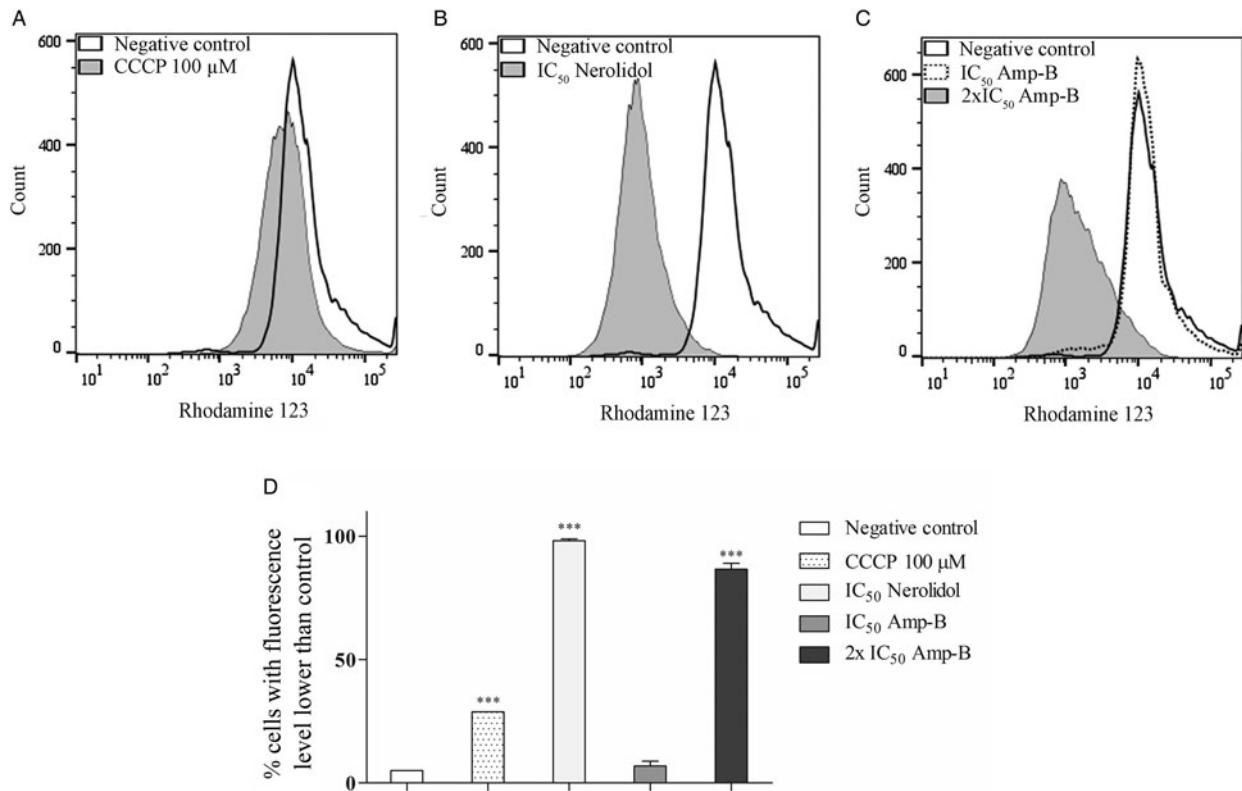 A
Negative control
CCCP 100 µM
600
400
200
0
Count
10¹ 10² 10³ 10⁴ 10⁵
Rhodamine 123
B
Negative control
IC₅₀ Nerolidol
600
400
200
0
Count
10¹ 10² 10³ 10⁴ 10⁵
Rhodamine 123
C
Negative control
IC₅₀ Amp-B
2xIC₅₀ Amp-B
600
400
200
0
Count
10¹ 10² 10³ 10⁴ 10⁵
Rhodamine 123
D
% cells with fluorescence
level lower than control
100
50
0
***
***
***
Negative control
CCCP 100 µM
IC₅₀ Nerolidol
IC₅₀ Amp-B
2x IC₅₀ Amp-B